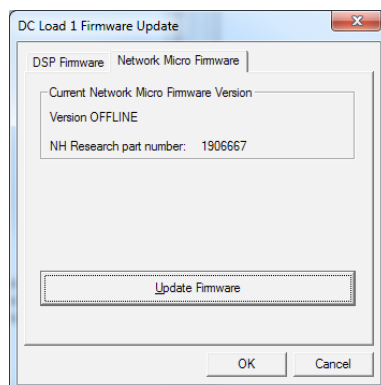 DC Load 1 Firmware Update
DSP Firmware Network Micro Firmware
Current Network Micro Firmware Version
Version OFFLINE
NH Research part number: 1906667
Update Firmware
OK Cancel